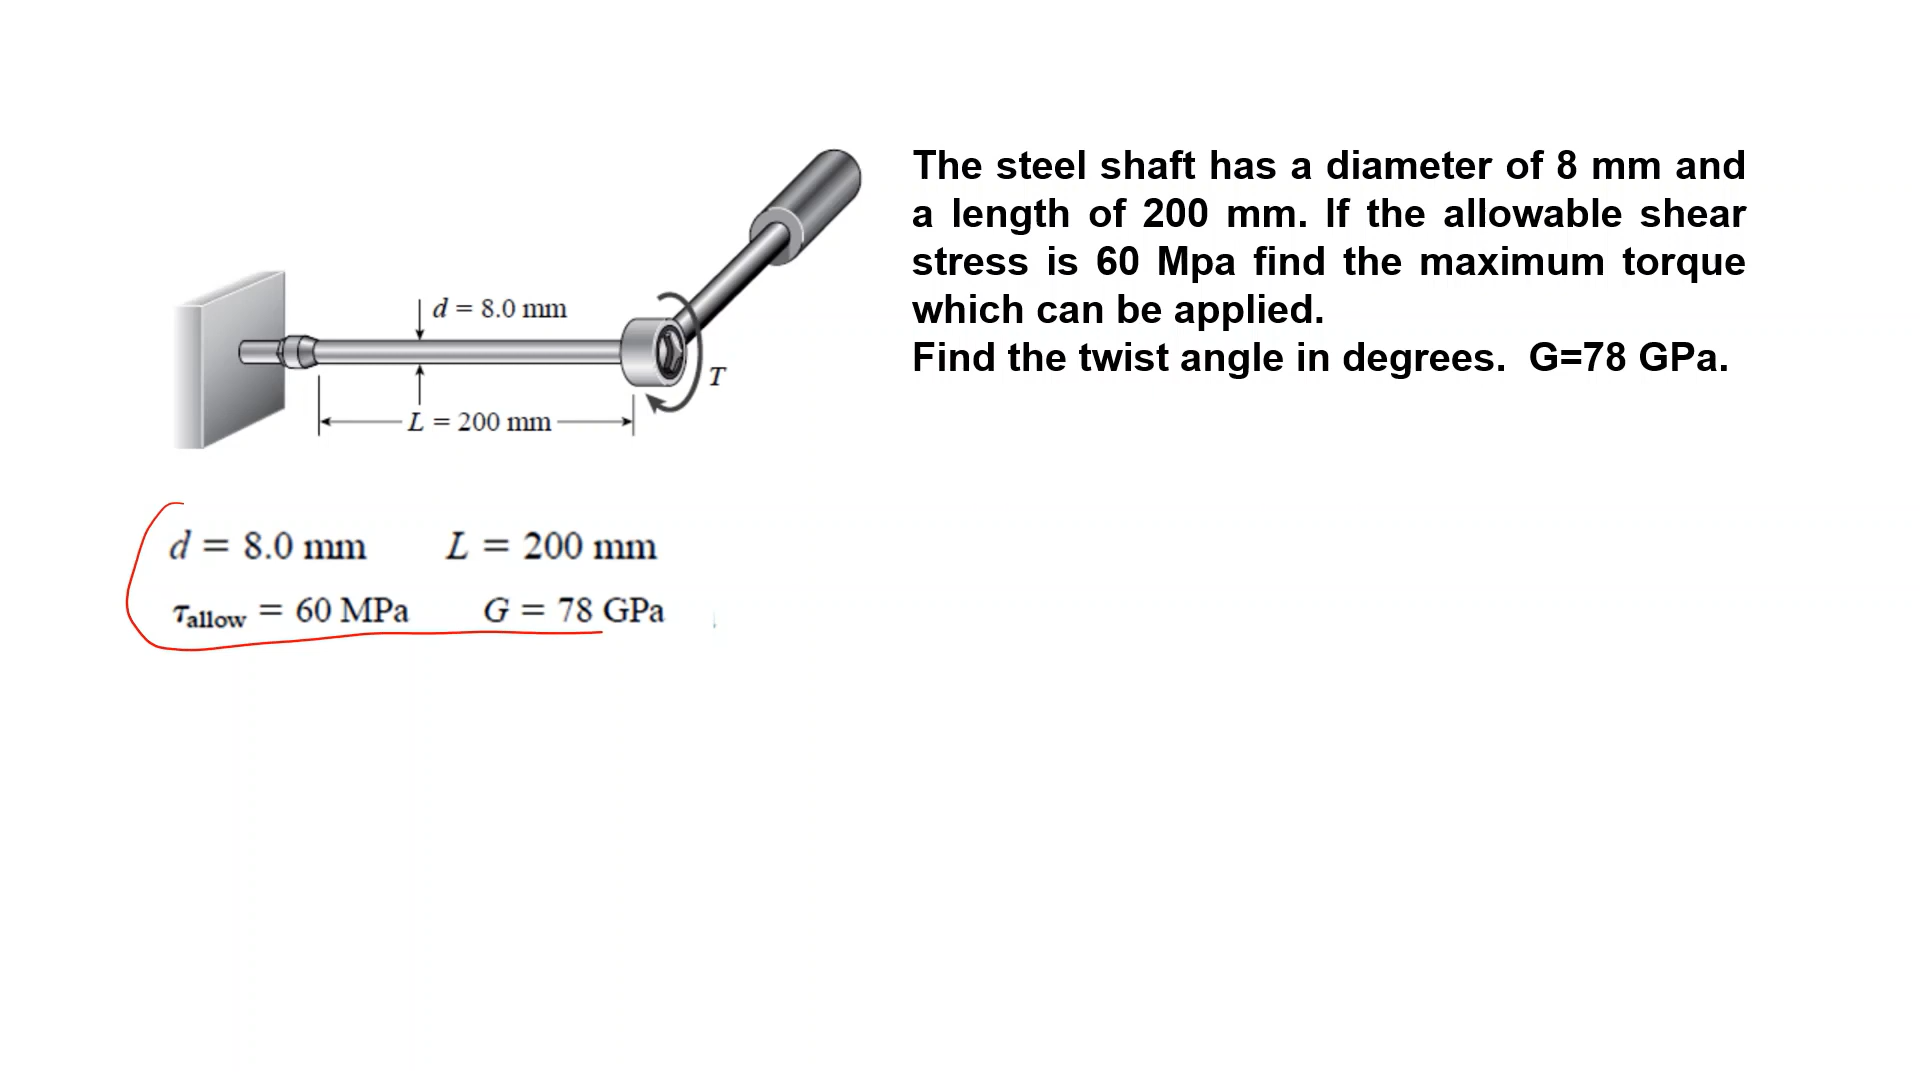 The steel shaft has a diameter of 8 mm and
a length of 200 mm. If the allowable shear
stress is 60 Mpa find the maximum torque
which can be applied.
Find the twist angle in degrees. G=78 GPa.
d = 8.0 mm
T
L = 200 mm
d = 8.0 mm L = 200 mm
τallow = 60 MPa G = 78 GPa